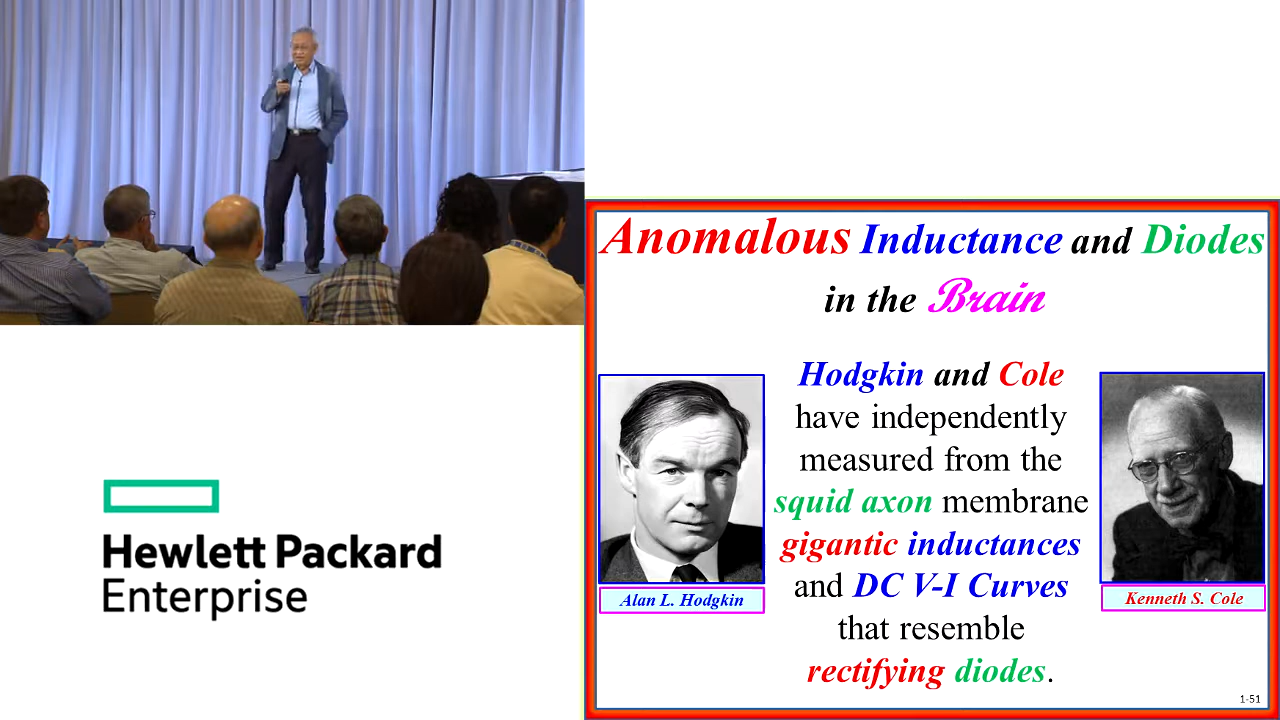 Hewlett Packard
Enterprise
Anomalous Inductance and Diodes
in the Brain
Hodgkin and Cole
have independently
measured from the
squid axon membrane
gigantic inductances
and DC V-I Curves
that resemble
rectifying diodes.
Alan L. Hodgkin
Kenneth S. Cole
1-51